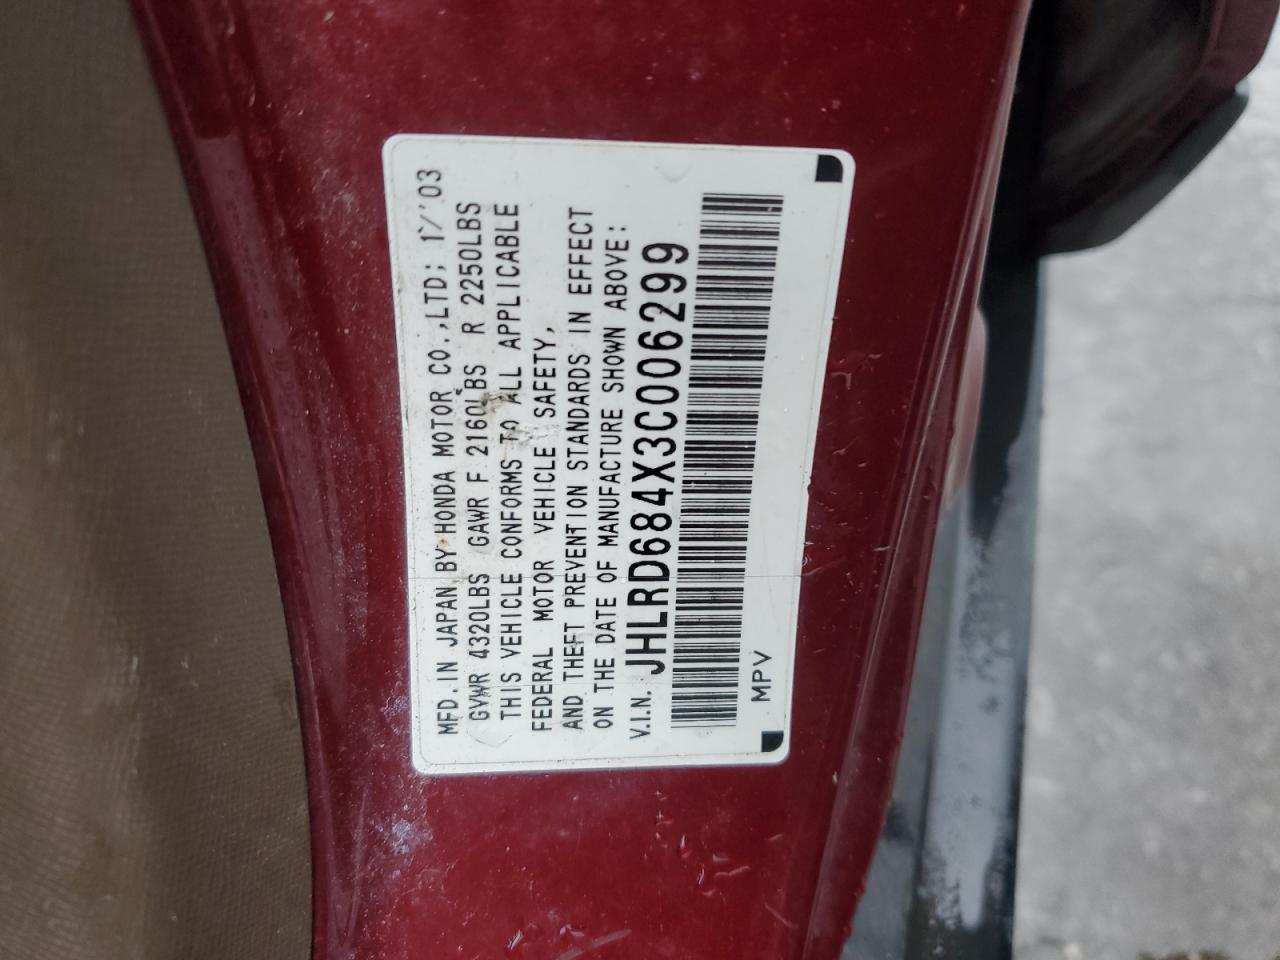 MFD. IN JAPAN BY HONDA MOTOR CO.,LTD; 1/'03
GVWR 4320LBS GAWR F 2160LBS R 2250LBS
THIS VEHICLE CONFORMS TO ALL APPLICABLE
FEDERAL MOTOR VEHICLE SAFETY,
AND THEFT PREVENTION STANDARDS IN EFFECT
ON THE DATE OF MANUFACTURE SHOWN ABOVE:
V.I.N. JHLRD684X3C006299
MPV